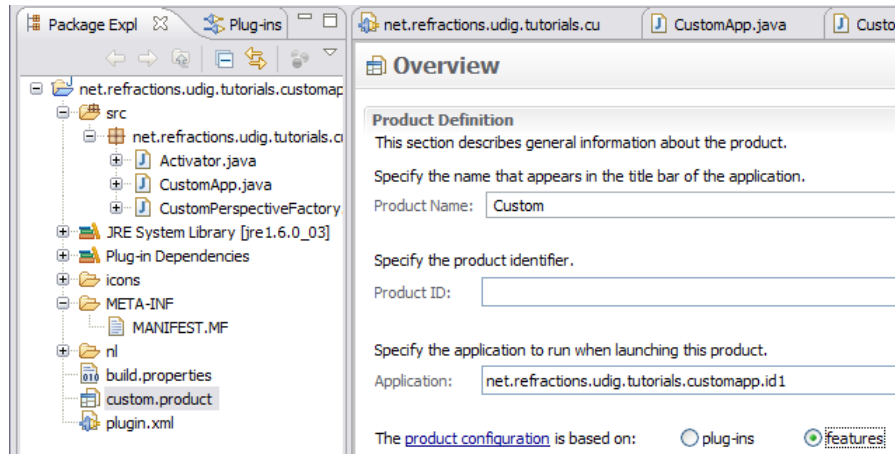 Package Expl
Plug-ins
net.refractions.udig.tutorials.customap
src
net.refractions.udig.tutorials.cu
Activator.java
CustomApp.java
CustomPerspectiveFactory.
JRE System Library [jre1.6.0_03]
Plug-in Dependencies
icons
META-INF
MANIFEST.MF
nl
build.properties
custom.product
plugin.xml
net.refractions.udig.tutorials.cu
CustomApp.java
Custo
Overview
Product Definition
This section describes general information about the product.
Specify the name that appears in the title bar of the application.
Product Name: Custom
Specify the product identifier.
Product ID:
Specify the application to run when launching this product.
Application: net.refractions.udig.tutorials.customapp.id1
The product configuration is based on: plug-ins features